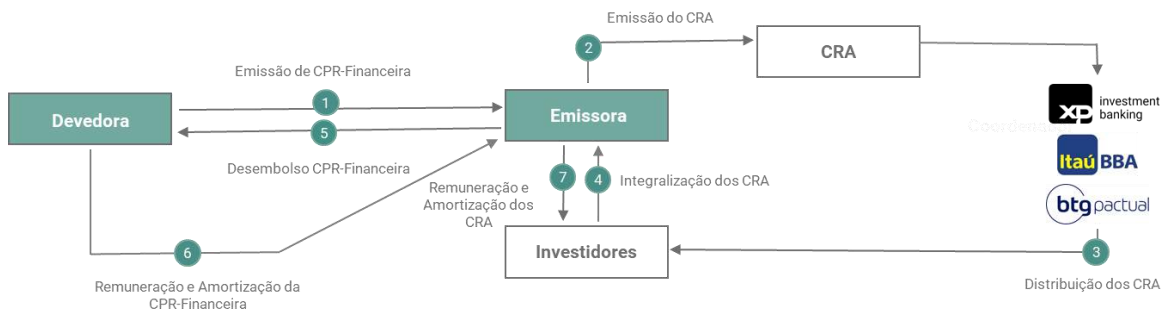 Emissão do CRA
2
CRA
Emissão de CPR-Financeira
1
Devedora
Emissora
5
Desembolso CPR-Financeira
xp investment
banking
Itaú BBA
btg pactual
7
4
Remuneração e
Amortização dos
CRA
Integralização dos CRA
Investidores
6
3
Remuneração e Amortização da
CPR-Financeira
Distribuição dos CRA